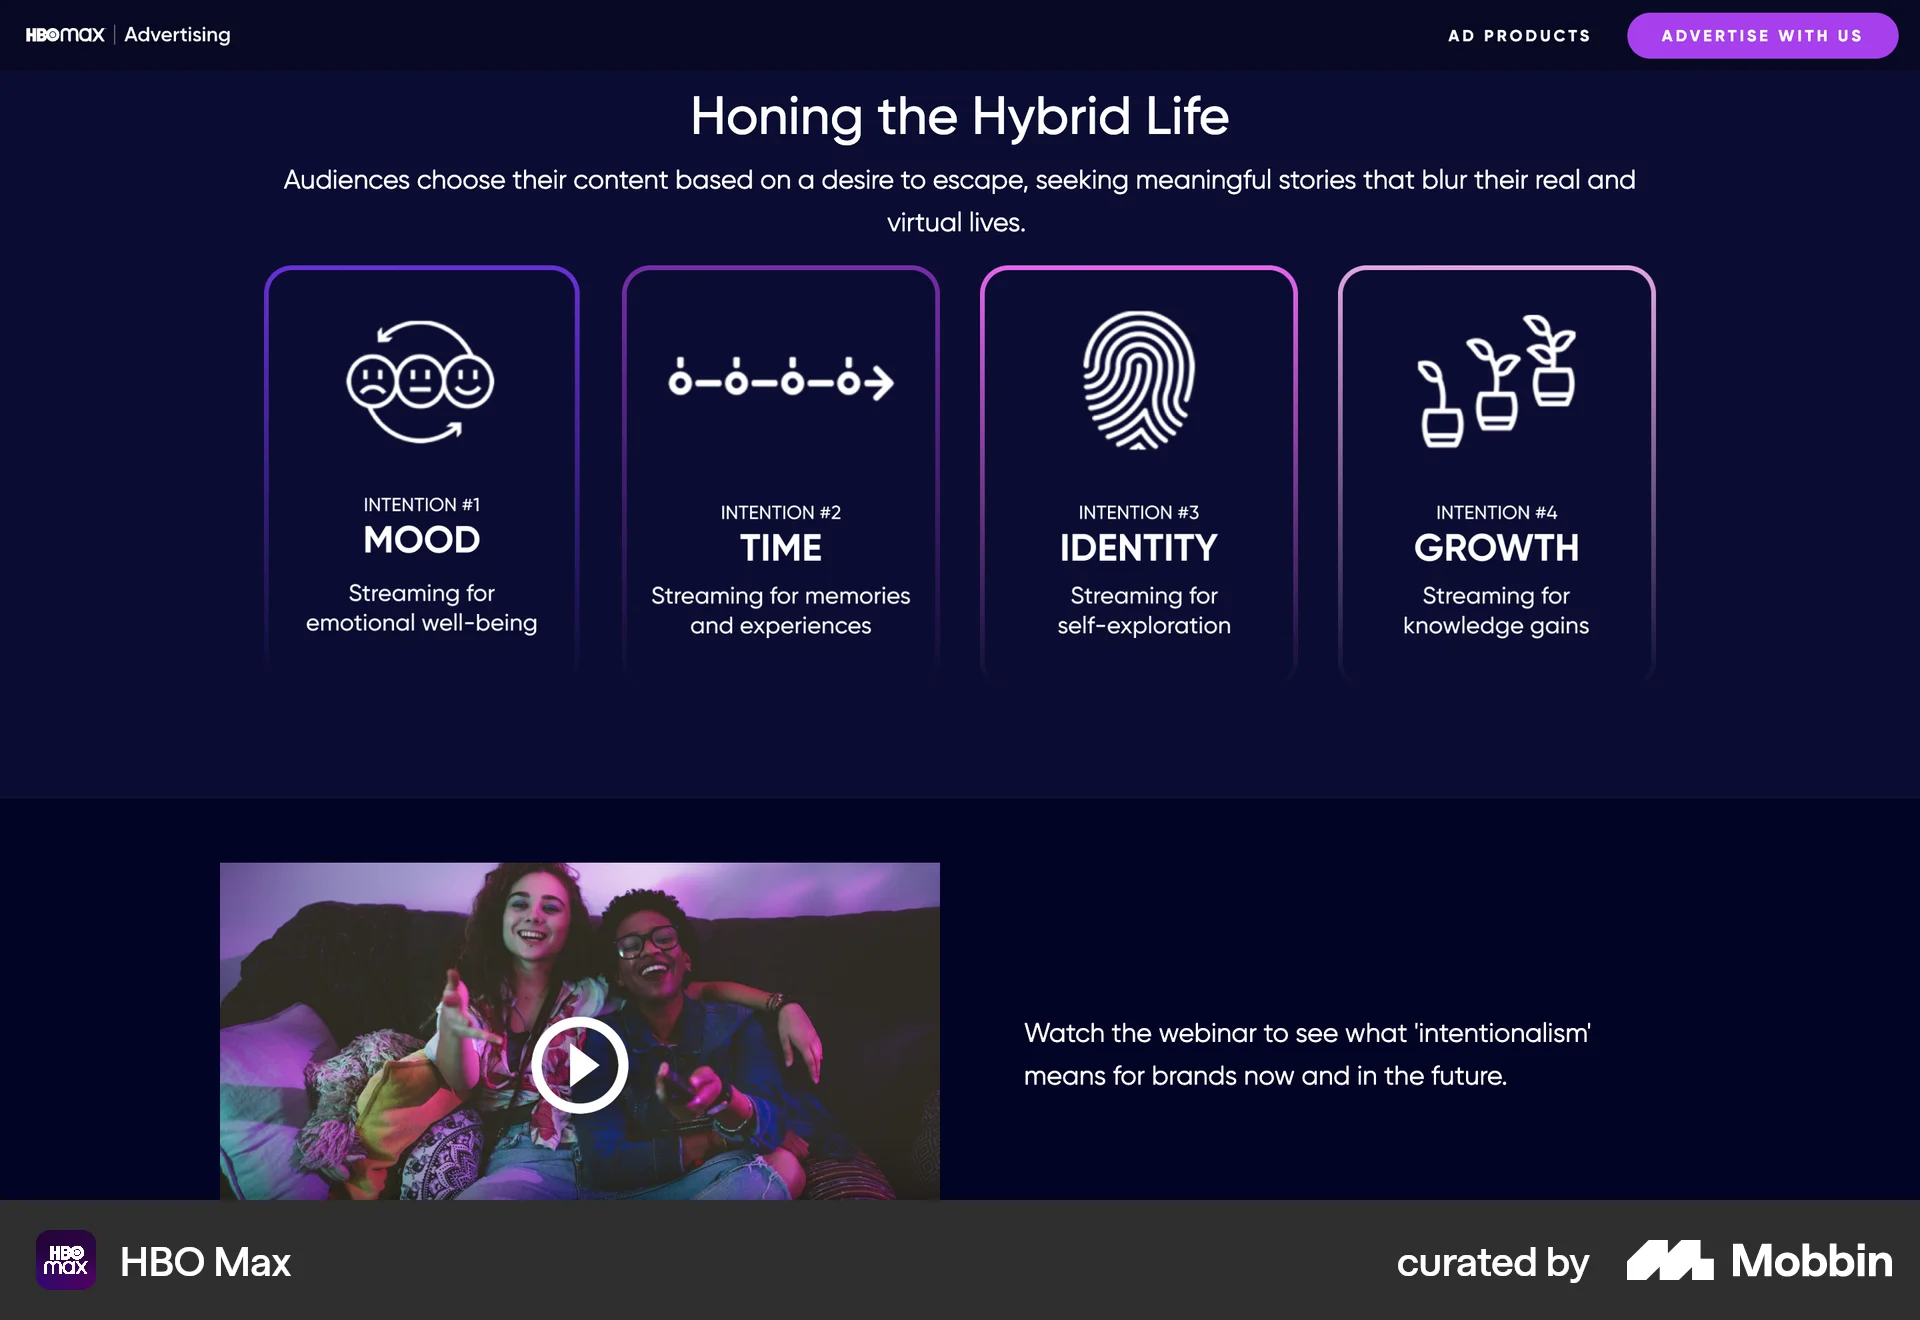 HBOmax | Advertising
AD PRODUCTS
ADVERTISE WITH US
Honing the Hybrid Life
Audiences choose their content based on a desire to escape, seeking meaningful stories that blur their real and
virtual lives.
INTENTION #1
MOOD
Streaming for
emotional well-being
INTENTION #2
TIME
Streaming for memories
and experiences
INTENTION #3
IDENTITY
Streaming for
self-exploration
INTENTION #4
GROWTH
Streaming for
knowledge gains
Watch the webinar to see what 'intentionalism'
means for brands now and in the future.
HBO
max
HBO Max
curated by
Mobbin